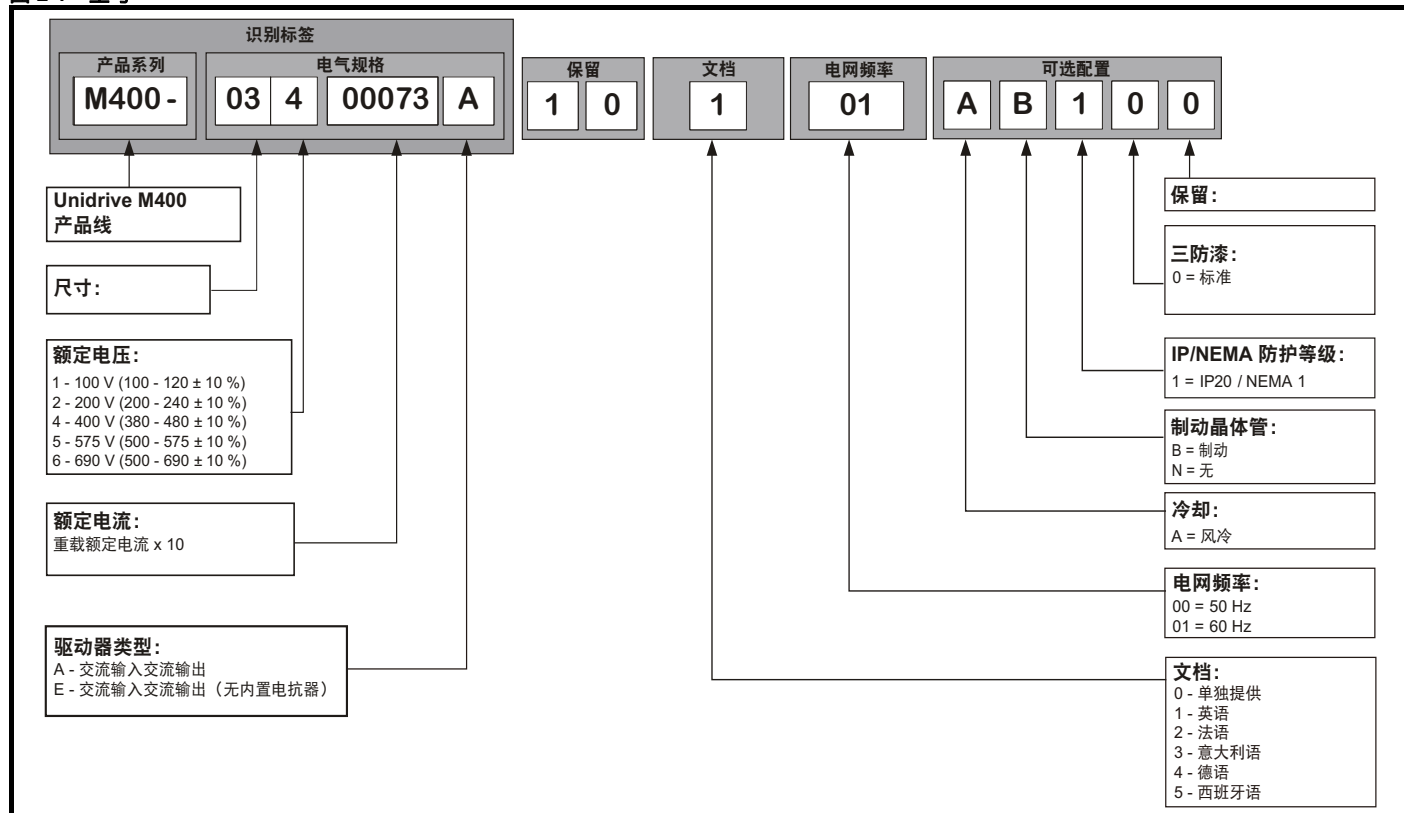 识别标签
产品系列
电气规格
保留
文档
电网频率
可选配置
M400 -
03 4 00073 A
1 0
1
01
A B 1 0 0
Unidrive M400
产品线
尺寸：
额定电压：
1 - 100 V (100 - 120 ± 10 %)
2 - 200 V (200 - 240 ± 10 %)
4 - 400 V (380 - 480 ± 10 %)
5 - 575 V (500 - 575 ± 10 %)
6 - 690 V (500 - 690 ± 10 %)
额定电流：
重载额定电流 x 10
驱动器类型：
A - 交流输入交流输出
E - 交流输入交流输出（无内置电抗器）
保留：
三防漆：
0 = 标准
IP/NEMA 防护等级：
1 = IP20 / NEMA 1
制动晶体管：
B = 制动
N = 无
冷却：
A = 风冷
电网频率：
00 = 50 Hz
01 = 60 Hz
文档：
0 - 单独提供
1 - 英语
2 - 法语
3 - 意大利语
4 - 德语
5 - 西班牙语